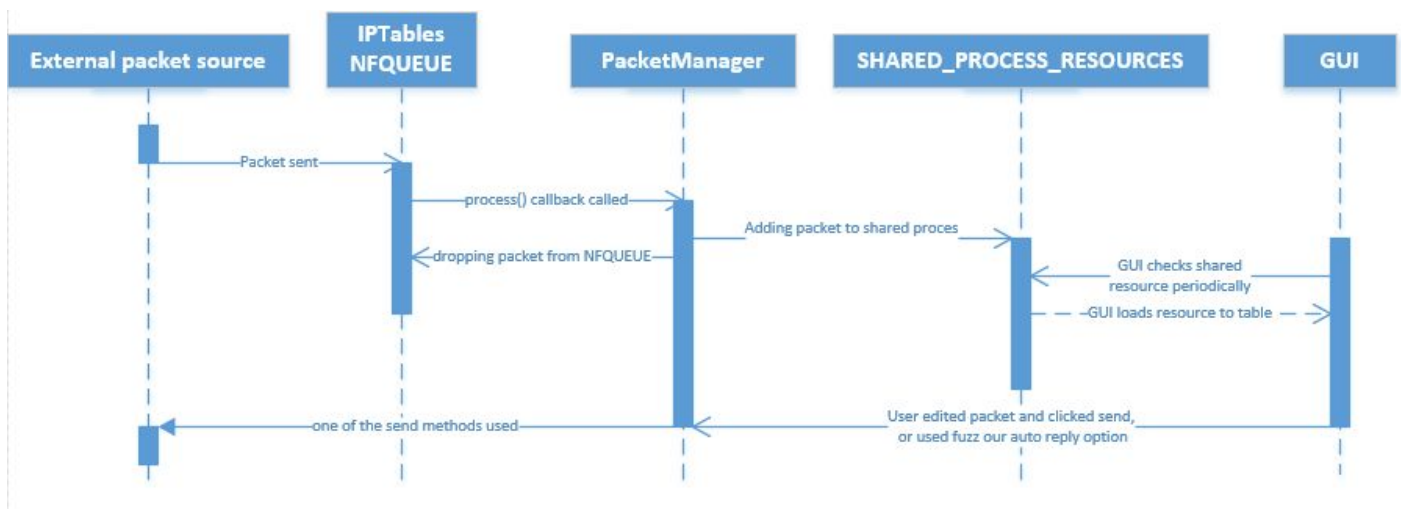 External packet source
IPTables
NFQUEUE
PacketManager
SHARED_PROCESS_RESOURCES
GUI
Packet sent
process() callback called
Adding packet to shared proces
dropping packet from NFQUEUE
GUI checks shared
resource periodically
GUI loads resource to table
User edited packet and clicked send,
or used fuzz our auto reply option
one of the send methods used